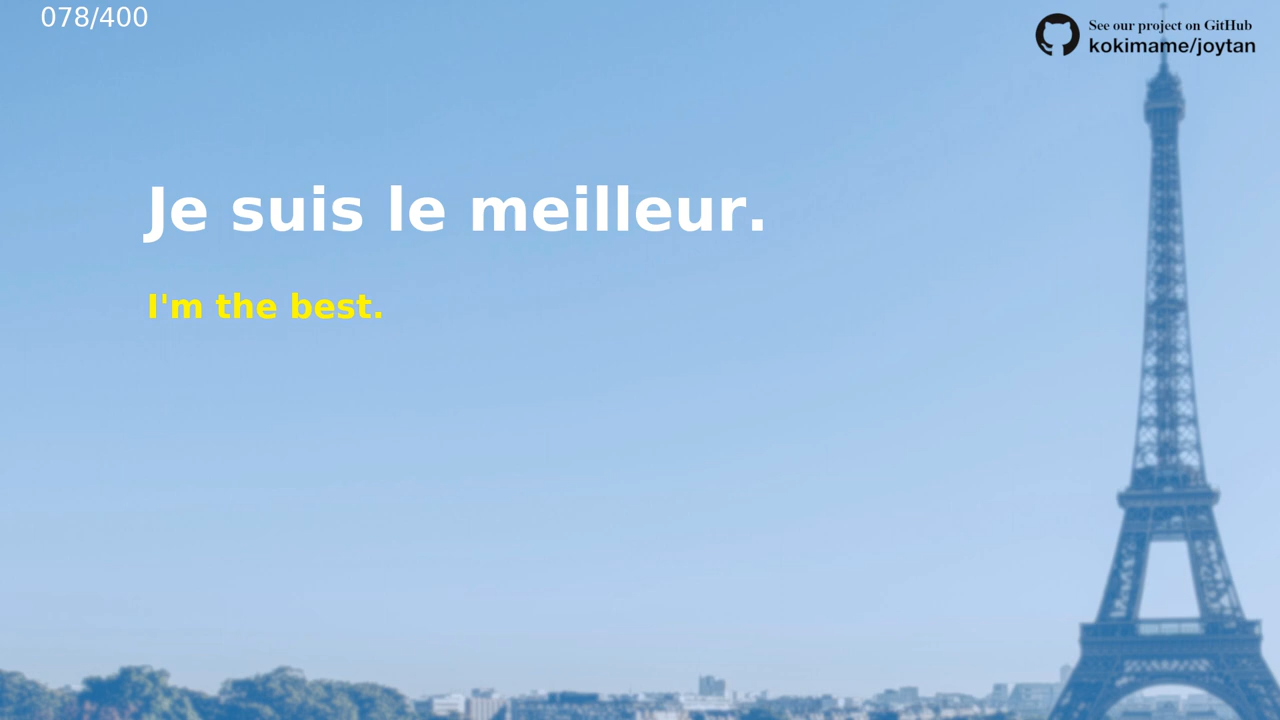 078/400
See our project on GitHub
kokimame/joytan
Je suis le meilleur.
I'm the best.